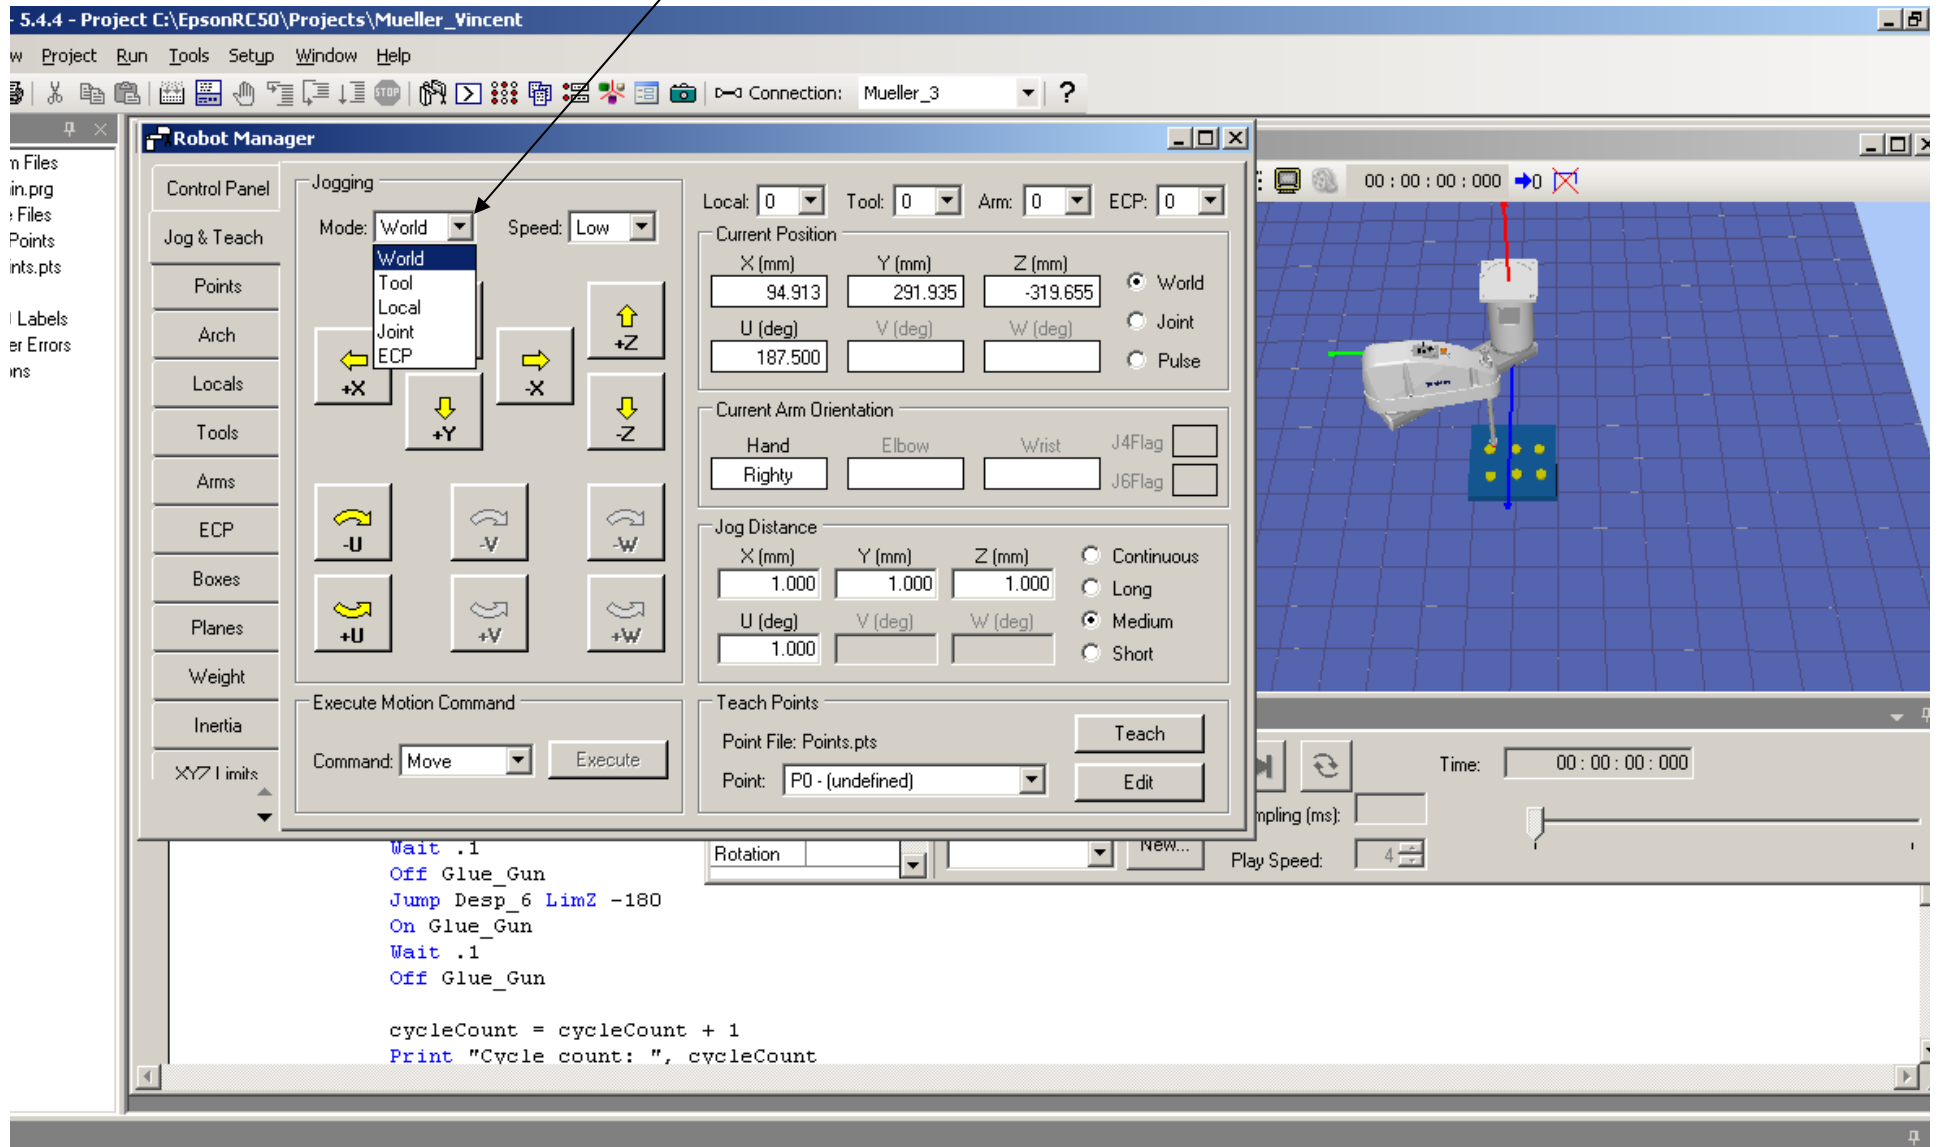 - 5.4.4 - Project C:\EpsonRC50\Projects\Mueller_Vincent
w Project Run Tools Setup Window Help
STOP Connection: Mueller_3 ?
m Files
in.prg
e Files
Points
ints.pts
Labels
er Errors
ons
Robot Manager
Control Panel
Jog & Teach
Points
Arch
Locals
Tools
Arms
ECP
Boxes
Planes
Weight
Inertia
XYZ Limits
Jogging
Mode: World Speed: Low
World
Tool
Local
Joint
ECP
+X
-X
+Y
+Z
-Z
-U -V -W
+U +V +W
Execute Motion Command
Command: Move Execute
Local: 0 Tool: 0 Arm: 0 ECP: 0
Current Position
X (mm) Y (mm) Z (mm)
94.913 291.935 -319.655
U (deg) V (deg) W (deg)
187.500
World
Joint
Pulse
Current Arm Orientation
Hand Elbow Wrist J4Flag
Righty J6Flag
Jog Distance
X (mm) Y (mm) Z (mm)
1.000 1.000 1.000
U (deg) V (deg) W (deg)
1.000
Continuous
Long
Medium
Short
Teach Points
Point File: Points.pts Teach
Point: P0 - (undefined) Edit
00 : 00 : 00 : 000 0
Time: 00 : 00 : 00 : 000
mpling (ms):
Rotation New... Play Speed: 4
Wait .1
Off Glue_Gun
Jump Desp_6 LimZ -180
On Glue_Gun
Wait .1
Off Glue_Gun
cycleCount = cycleCount + 1
Print "Cycle count: ", cycleCount